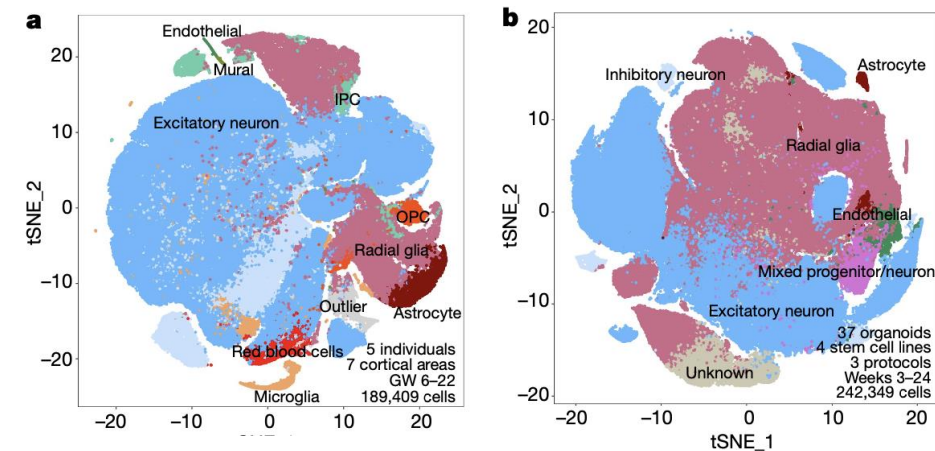 a
Endothelial
Mural
IPC
Excitatory neuron
OPC
Radial glia
Outlier
Astrocyte
Red blood cells
Microglia
5 individuals
7 cortical areas
GW 6–22
189,409 cells
tSNE_2
20
10
0
−10
−20
−20
−10
0
10
20
b
Inhibitory neuron
Astrocyte
Radial glia
Endothelial
Mixed progenitor/neuron
Excitatory neuron
Unknown
37 organoids
4 stem cell lines
3 protocols
Weeks 3–24
242,349 cells
tSNE_2
20
10
0
−10
−20
−20
−10
0
10
20
tSNE_1